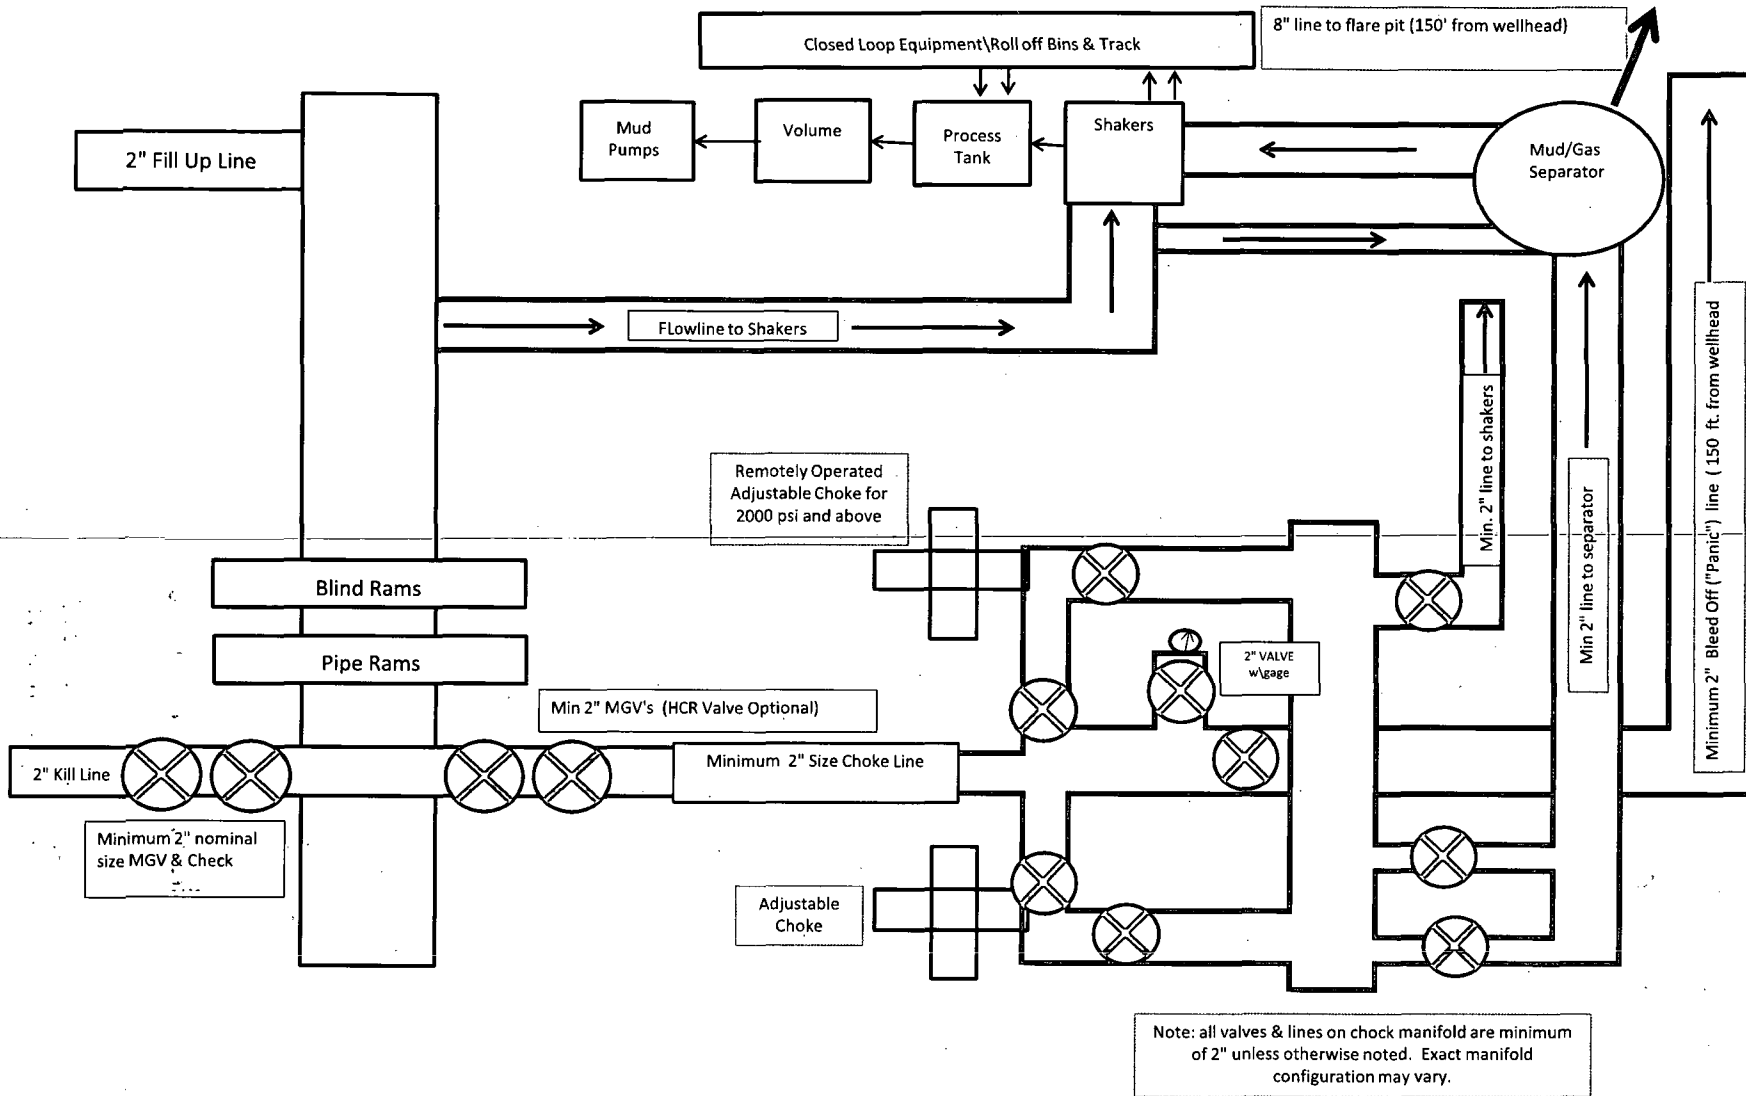 8" line to flare pit (150' from wellhead)
Closed Loop Equipment\Roll off Bins & Track
Mud
Pumps
Volume
Process
Tank
Shakers
Mud/Gas
Separator
2" Fill Up Line
FLowline to Shakers
Min. 2" line to shakers
Min 2" line to separator
Minimum 2" Bleed Off ("Panic") line ( 150 ft. from wellhead
Remotely Operated
Adjustable Choke for
2000 psi and above
Blind Rams
Pipe Rams
2" VALVE
w\gage
Min 2" MGV's (HCR Valve Optional)
2" Kill Line
Minimum 2" Size Choke Line
Minimum 2" nominal
size MGV & Check
Adjustable
Choke
Note: all valves & lines on chock manifold are minimum
of 2" unless otherwise noted. Exact manifold
configuration may vary.